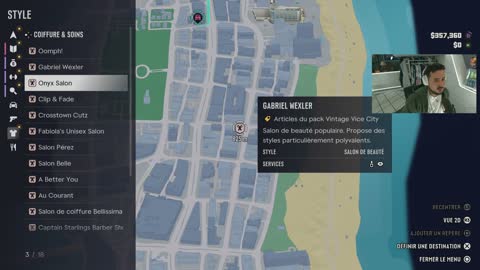 STYLE
COIFFURE & SOINS
Oomph!
Gabriel Wexler
Onyx Salon
Clip & Fade
Crosstown Cutz
Fabiola's Unisex Salon
Salon Pérez
Salon Belle
A Better You
Au Courant
Salon de coiffure Bellissima
Captain Starlings Barber Sho
3 / 16
$357,360
$0
GABRIEL WEXLER
Articles du pack Vintage Vice City
Salon de beauté populaire. Propose des
styles particulièrement polyvalents.
STYLE SALON DE BEAUTÉ
SERVICES
RECENTRER
VUE 2D
AJOUTER UN REPÈRE
DÉFINIR UNE DESTINATION
FERMER LE MENU